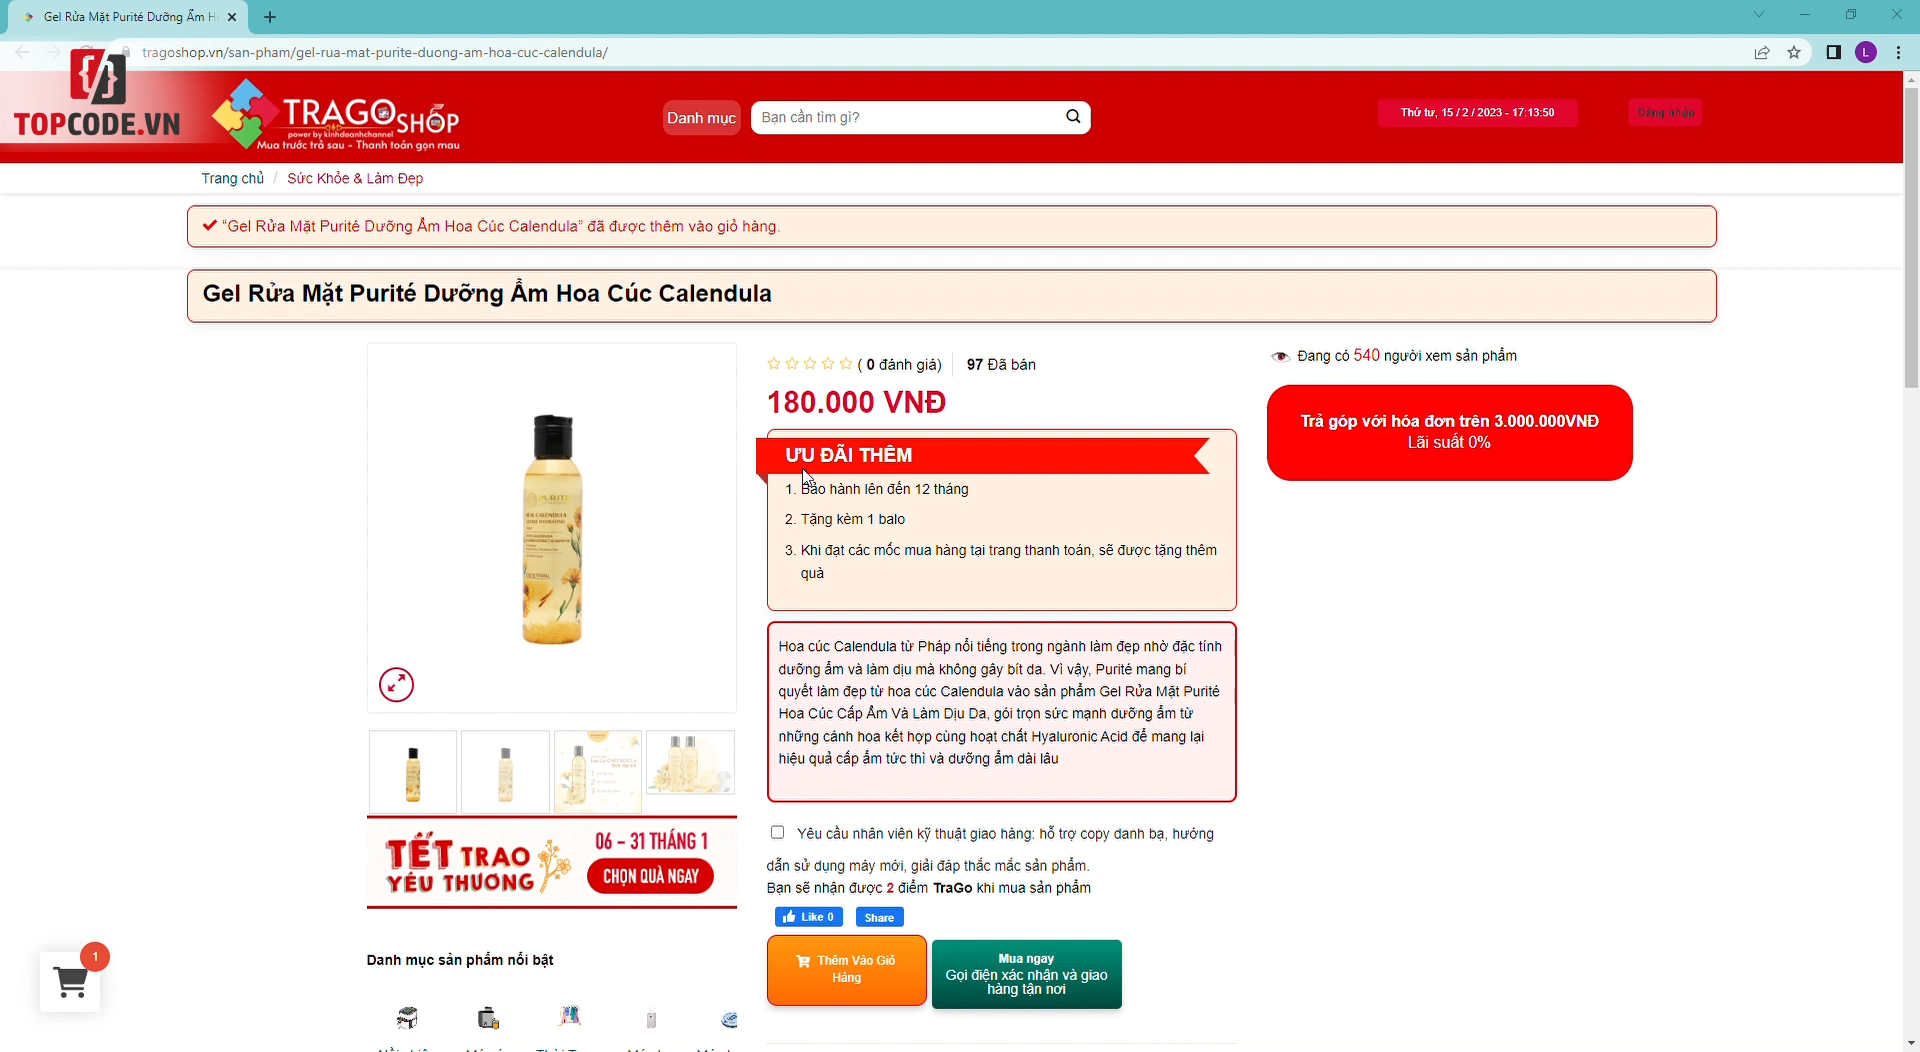 Gel Rửa Mặt Purité Dưỡng Ẩm H
tragoshop.vn/san-pham/gel-rua-mat-purite-duong-am-hoa-cuc-calendula/
L
TOPCODE.VN
TRAGO SHOP
power by kinhdoanhchannel
Mua trước trả sau - Thanh toán gọn mau
Danh mục
Bạn cần tìm gì?
Thứ tư, 15 / 2 / 2023 - 17:13:50
Đăng nhập
Trang chủ / Sức Khỏe & Làm Đẹp
“Gel Rửa Mặt Purité Dưỡng Ẩm Hoa Cúc Calendula” đã được thêm vào giỏ hàng.
Gel Rửa Mặt Purité Dưỡng Ẩm Hoa Cúc Calendula
( 0 đánh giá) 97 Đã bán
180.000 VNĐ
ƯU ĐÃI THÊM
1. Bảo hành lên đến 12 tháng
2. Tặng kèm 1 balo
3. Khi đạt các mốc mua hàng tại trang thanh toán, sẽ được tặng thêm
quà
Đang có 540 người xem sản phẩm
Trả góp với hóa đơn trên 3.000.000VNĐ
Lãi suất 0%
PURITÉ
Hoa cúc Calendula từ Pháp nổi tiếng trong ngành làm đẹp nhờ đặc tính
dưỡng ẩm và làm dịu mà không gây bít da. Vì vậy, Purité mang bí
quyết làm đẹp từ hoa cúc Calendula vào sản phẩm Gel Rửa Mặt Purité
Hoa Cúc Cấp Ẩm Và Làm Dịu Da, gói trọn sức mạnh dưỡng ẩm từ
những cánh hoa kết hợp cùng hoạt chất Hyaluronic Acid để mang lại
hiệu quả cấp ẩm tức thì và dưỡng ẩm dài lâu
Yêu cầu nhân viên kỹ thuật giao hàng: hỗ trợ copy danh bạ, hướng
dẫn sử dụng máy mới, giải đáp thắc mắc sản phẩm.
Bạn sẽ nhận được 2 điểm TraGo khi mua sản phẩm
Like 0
Share
Thêm Vào Giỏ
Hàng
Mua ngay
Gọi điện xác nhận và giao
hàng tận nơi
TẾT TRAO
YÊU THƯƠNG
06 - 31 THÁNG 1
CHỌN QUÀ NGAY
Danh mục sản phẩm nổi bật
1